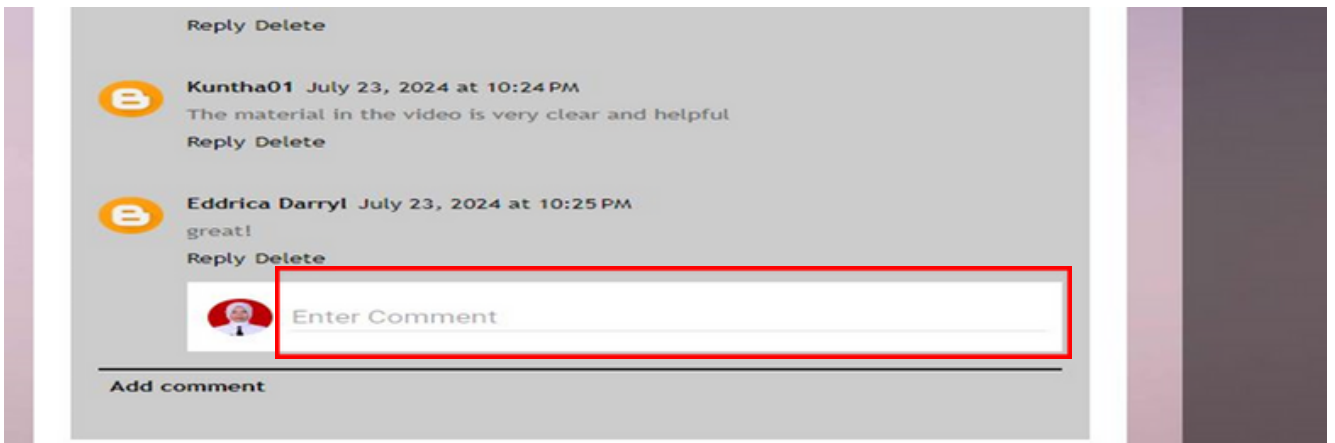 Reply Delete
Kuntha01 July 23, 2024 at 10:24 PM
The material in the video is very clear and helpful
Reply Delete
Eddrica Darryl July 23, 2024 at 10:25 PM
great!
Reply Delete
Enter Comment
Add comment